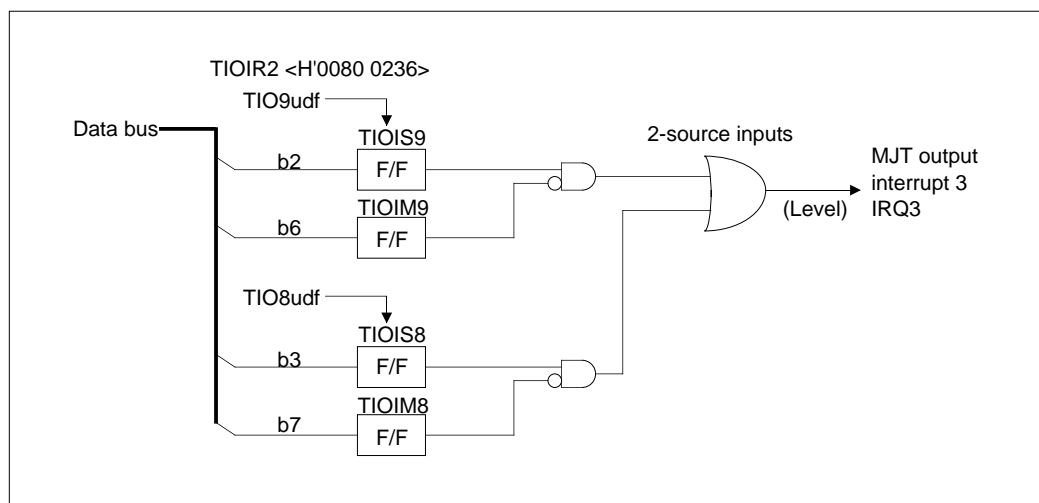 TIOIR2 <H'0080 0236>
TIO9udf
Data bus
TIOIS9
2-source inputs
b2
F/F
MJT output
interrupt 3
IRQ3
(Level)
TIOIM9
b6
F/F
TIO8udf
TIOIS8
b3
F/F
TIOIM8
b7
F/F